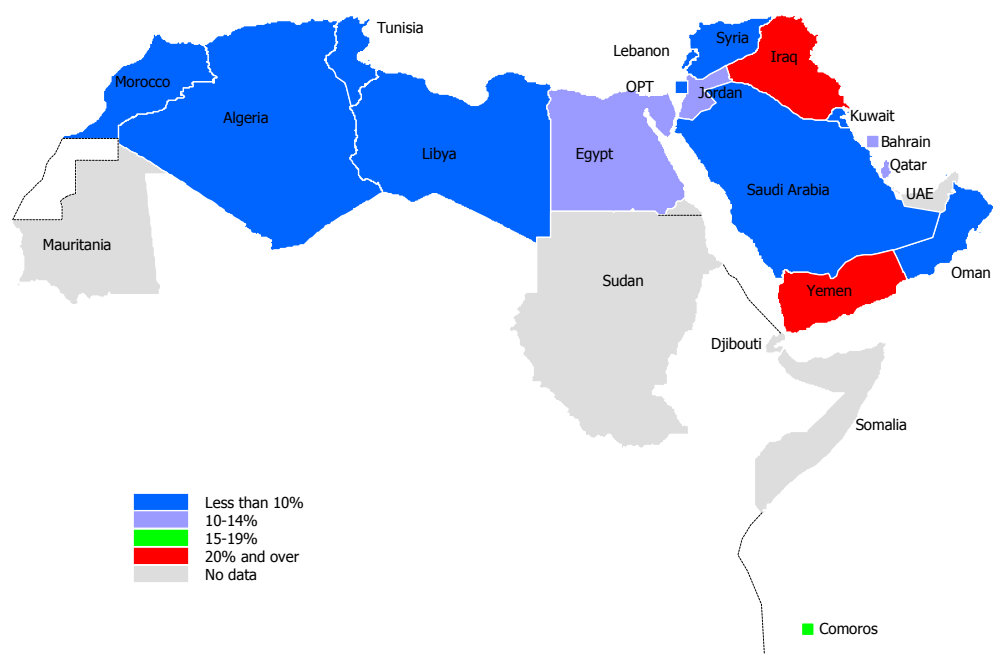 Tunisia
Syria
Lebanon
Iraq
Morocco
OPT
Jordan
Kuwait
Algeria
Bahrain
Libya
Egypt
Qatar
Saudi Arabia
UAE
Mauritania
Oman
Sudan
Yemen
Djibouti
Somalia
Less than 10%
10-14%
15-19%
20% and over
No data
Comoros